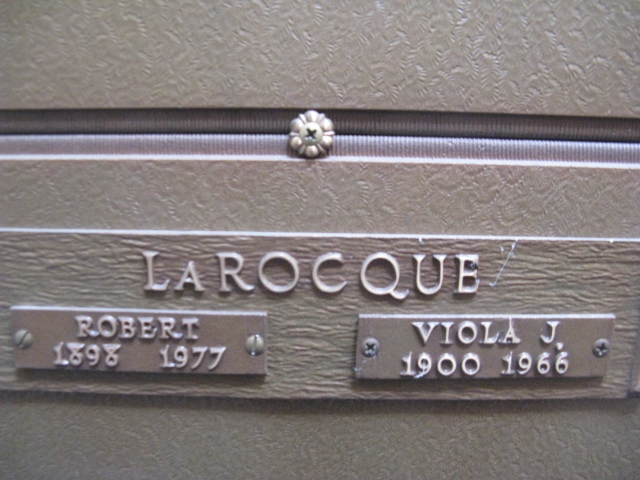 LaROCQUE
ROBERT
1898 1977
VIOLA J.
1900 1966